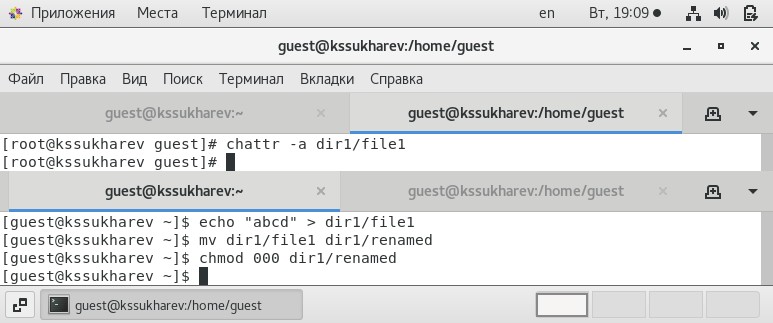 Приложения Места Терминал en Вт, 19:09
guest@kssukharev:/home/guest
Файл Правка Вид Поиск Терминал Вкладки Справка
guest@kssukharev:~ × guest@kssukharev:/home/guest ×
[root@kssukharev guest]# chattr -a dir1/file1
[root@kssukharev guest]#
guest@kssukharev:~ × guest@kssukharev:/home/guest ×
[guest@kssukharev ~]$ echo "abcd" > dir1/file1
[guest@kssukharev ~]$ mv dir1/file1 dir1/renamed
[guest@kssukharev ~]$ chmod 000 dir1/renamed
[guest@kssukharev ~]$
guest@kssukharev:/home/guest